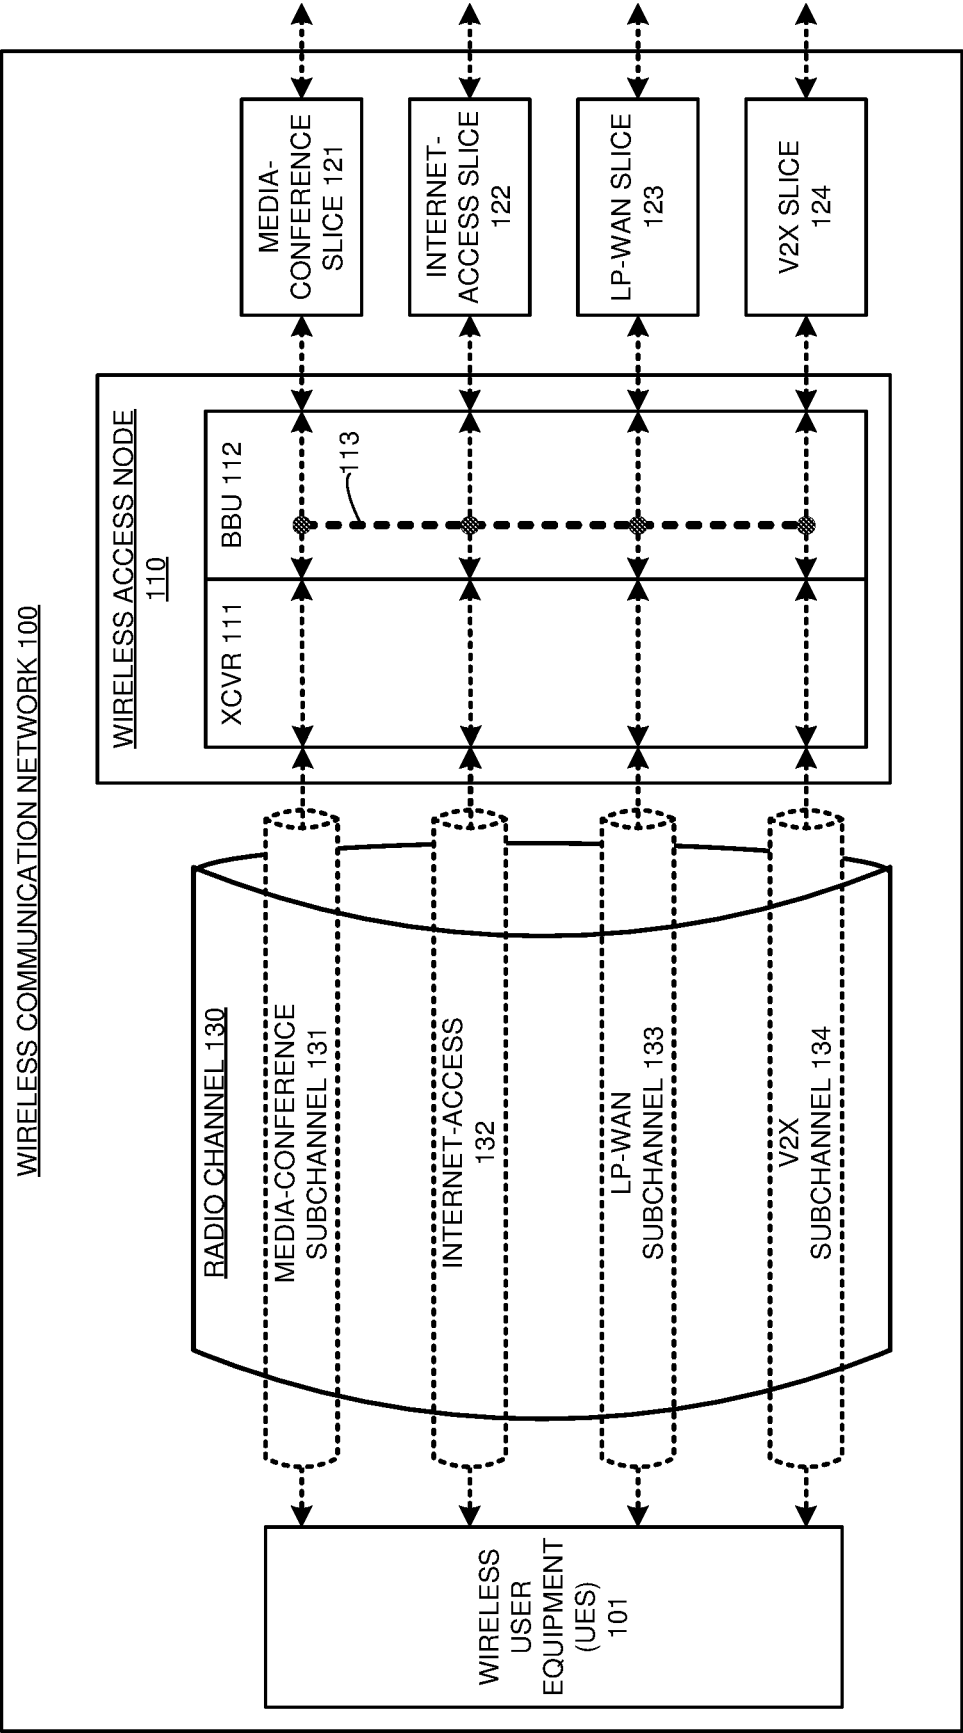 WIRELESS COMMUNICATION NETWORK 100
WIRELESS
USER
EQUIPMENT
(UES)
101
RADIO CHANNEL 130
MEDIA-CONFERENCE
SUBCHANNEL 131
INTERNET-ACCESS
132
LP-WAN
SUBCHANNEL 133
V2X
SUBCHANNEL 134
WIRELESS ACCESS NODE
110
XCVR 111
BBU 112
113
MEDIA-
CONFERENCE
SLICE 121
INTERNET-
ACCESS SLICE
122
LP-WAN SLICE
123
V2X SLICE
124